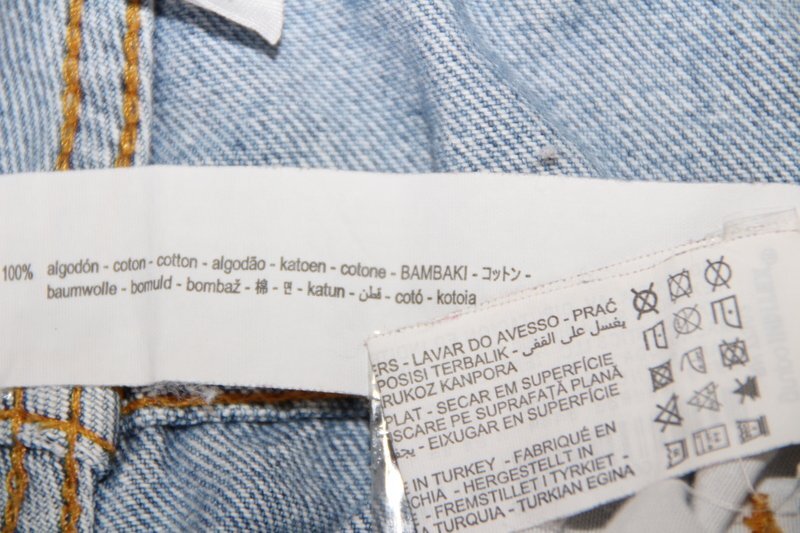 100% algodón - coton - cotton - algodão - katoen - cotone - BAMBAKI - コットン -
baumwolle - bomuld - bombaž - 棉 - 면 - katun - قطن - cotó - kotoia
ERS - LAVAR DO AVESSO - PRAĆ
يغسل على القفى - POSISI TERBALIK
RUKOZ KANPORA
PLAT - SECAR EM SUPERFÍCIE
USCARE PE SUPRAFAȚĂ PLANĂ
- EIXUGAR EN SUPERFÍCIE
E IN TURKEY - FABRIQUÉ EN
CHIA - HERGESTELLT IN
- FREMSTILLET I TYRKIET -
A TURQUIA - TURKIAN EGINA